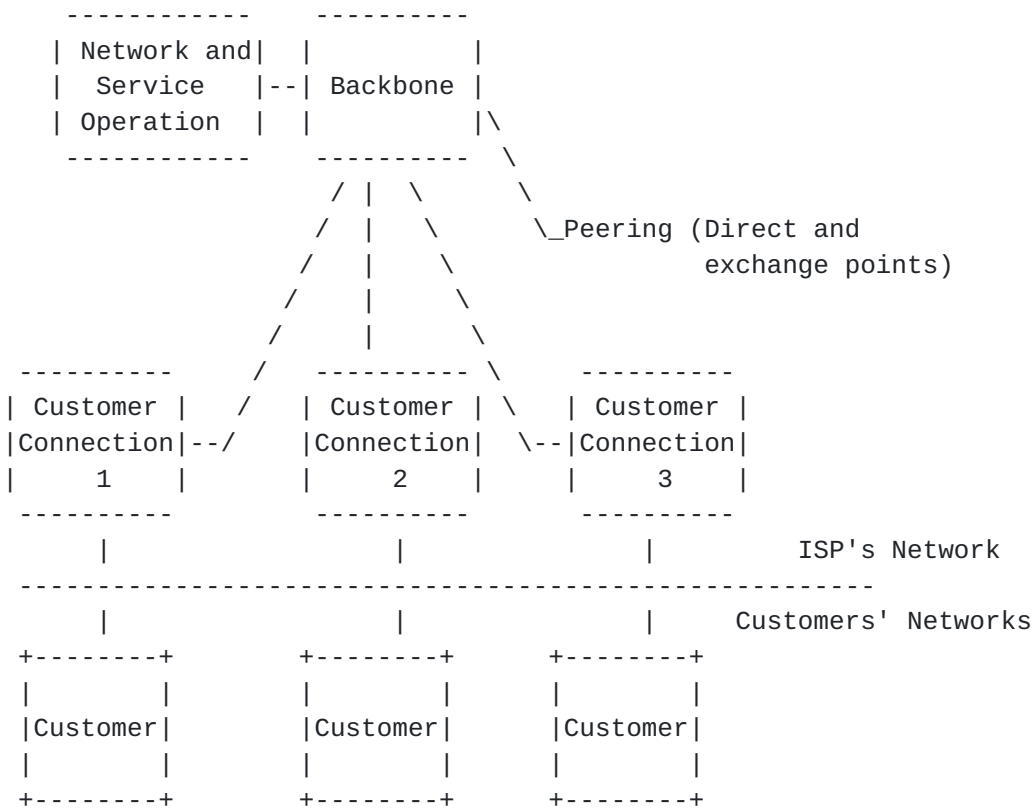 Network and
Service Backbone
Operation
Peering (Direct and
exchange points)
Customer Customer Customer
Connection Connection Connection
1 2 3
ISP's Network
Customers' Networks
Customer Customer Customer